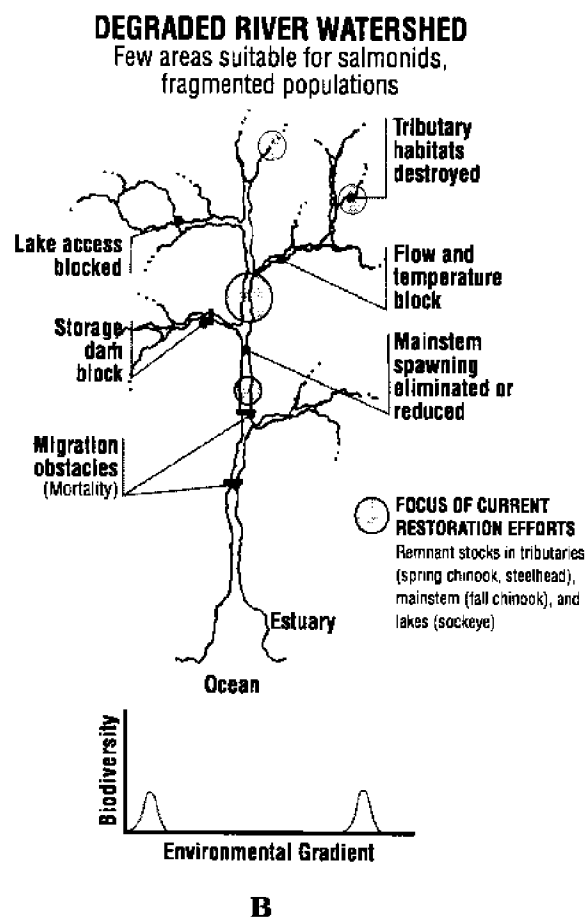 DEGRADED RIVER WATERSHED
Few areas suitable for salmonids,
fragmented populations
Tributary
habitats
destroyed
Lake access
blocked
Flow and
temperature
block
Storage
dam
block
Mainstem
spawning
eliminated or
reduced
Migration
obstacies
(Mortality)
FOCUS OF CURRENT
RESTORATION EFFORTS
Remnant stocks in tributaries
(spring chinook, steelhead),
mainstem (fall chinook), and
lakes (sockeye)
Estuary
Ocean
Biodiversity
Environmental Gradient
B